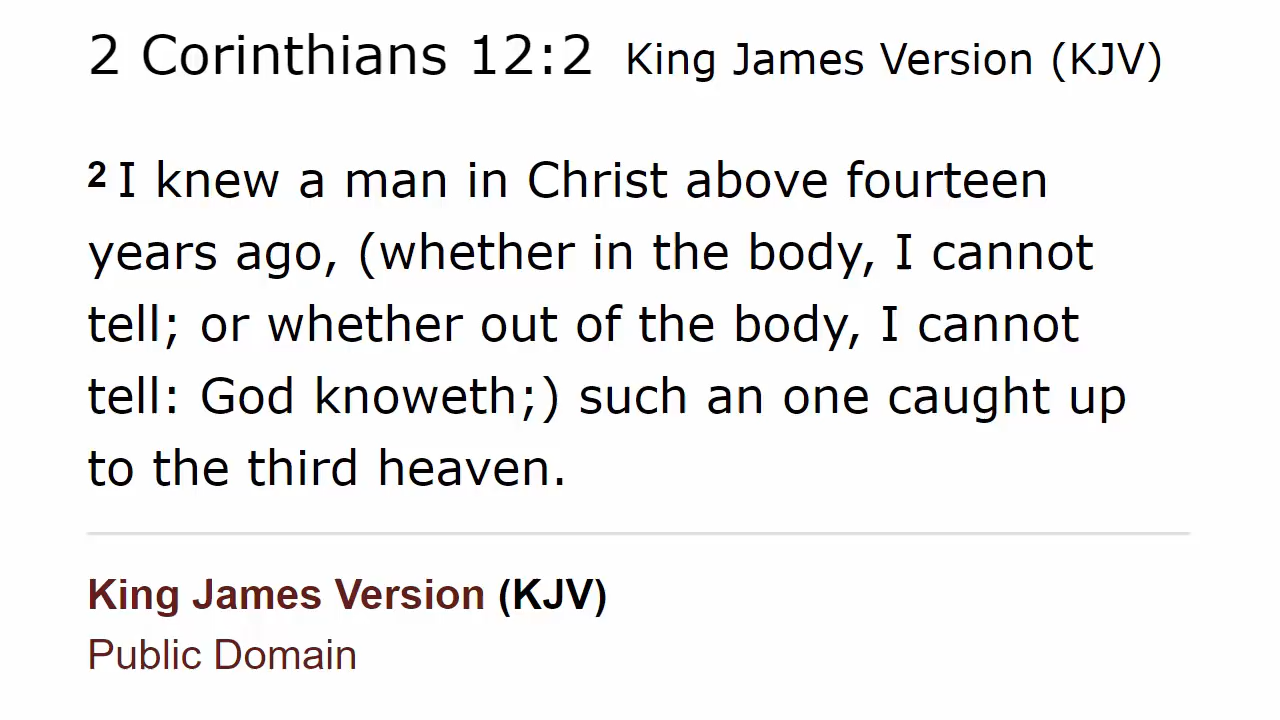 2 Corinthians 12:2 King James Version (KJV)
2 I knew a man in Christ above fourteen
years ago, (whether in the body, I cannot
tell; or whether out of the body, I cannot
tell: God knoweth;) such an one caught up
to the third heaven.
King James Version (KJV)
Public Domain